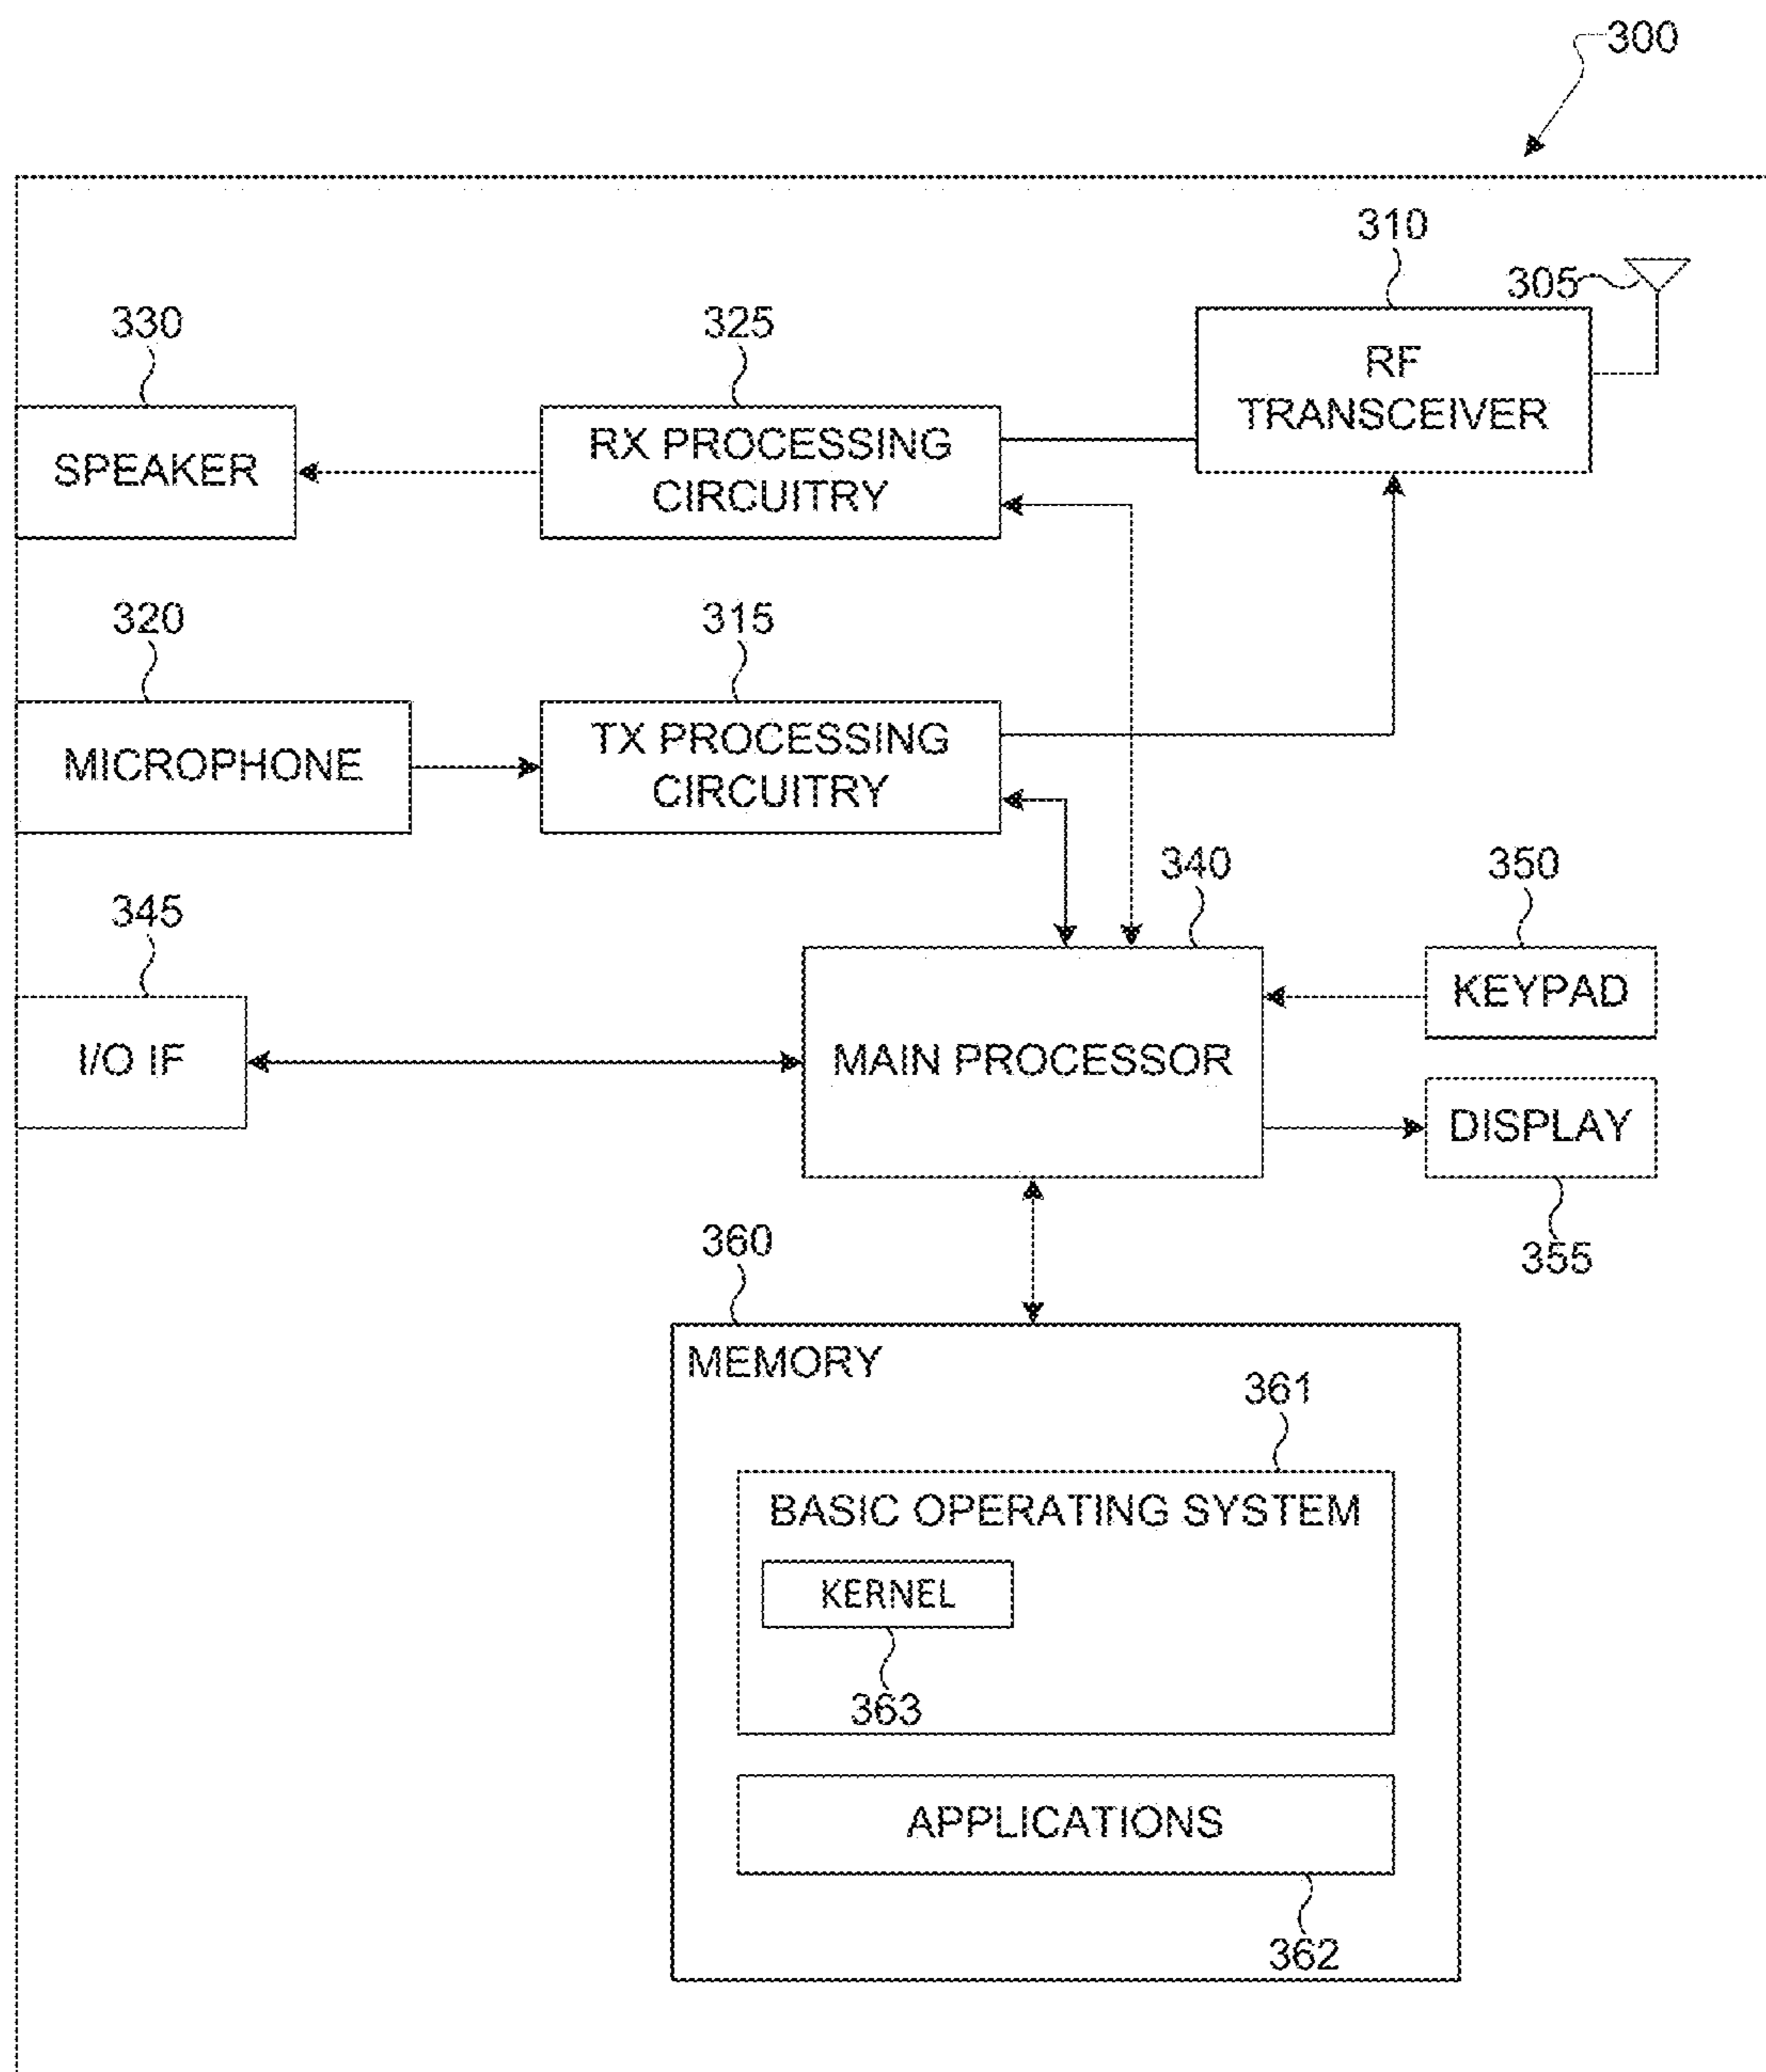 300
310
305
330
325
RF
TRANSCEIVER
SPEAKER
RX PROCESSING
CIRCUITRY
320
315
MICROPHONE
TX PROCESSING
CIRCUITRY
340
350
345
KEYPAD
I/O IF
MAIN PROCESSOR
DISPLAY
355
360
MEMORY
361
BASIC OPERATING SYSTEM
KERNEL
363
APPLICATIONS
362